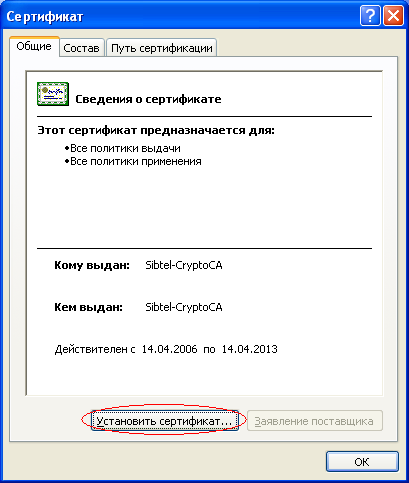 Сертификат
Общие Состав Путь сертификации
Сведения о сертификате
Этот сертификат предназначается для:
•Все политики выдачи
•Все политики применения
Кому выдан: Sibtel-CryptoCA
Кем выдан: Sibtel-CryptoCA
Действителен с 14.04.2006 по 14.04.2013
Установить сертификат... Заявление поставщика
ОК